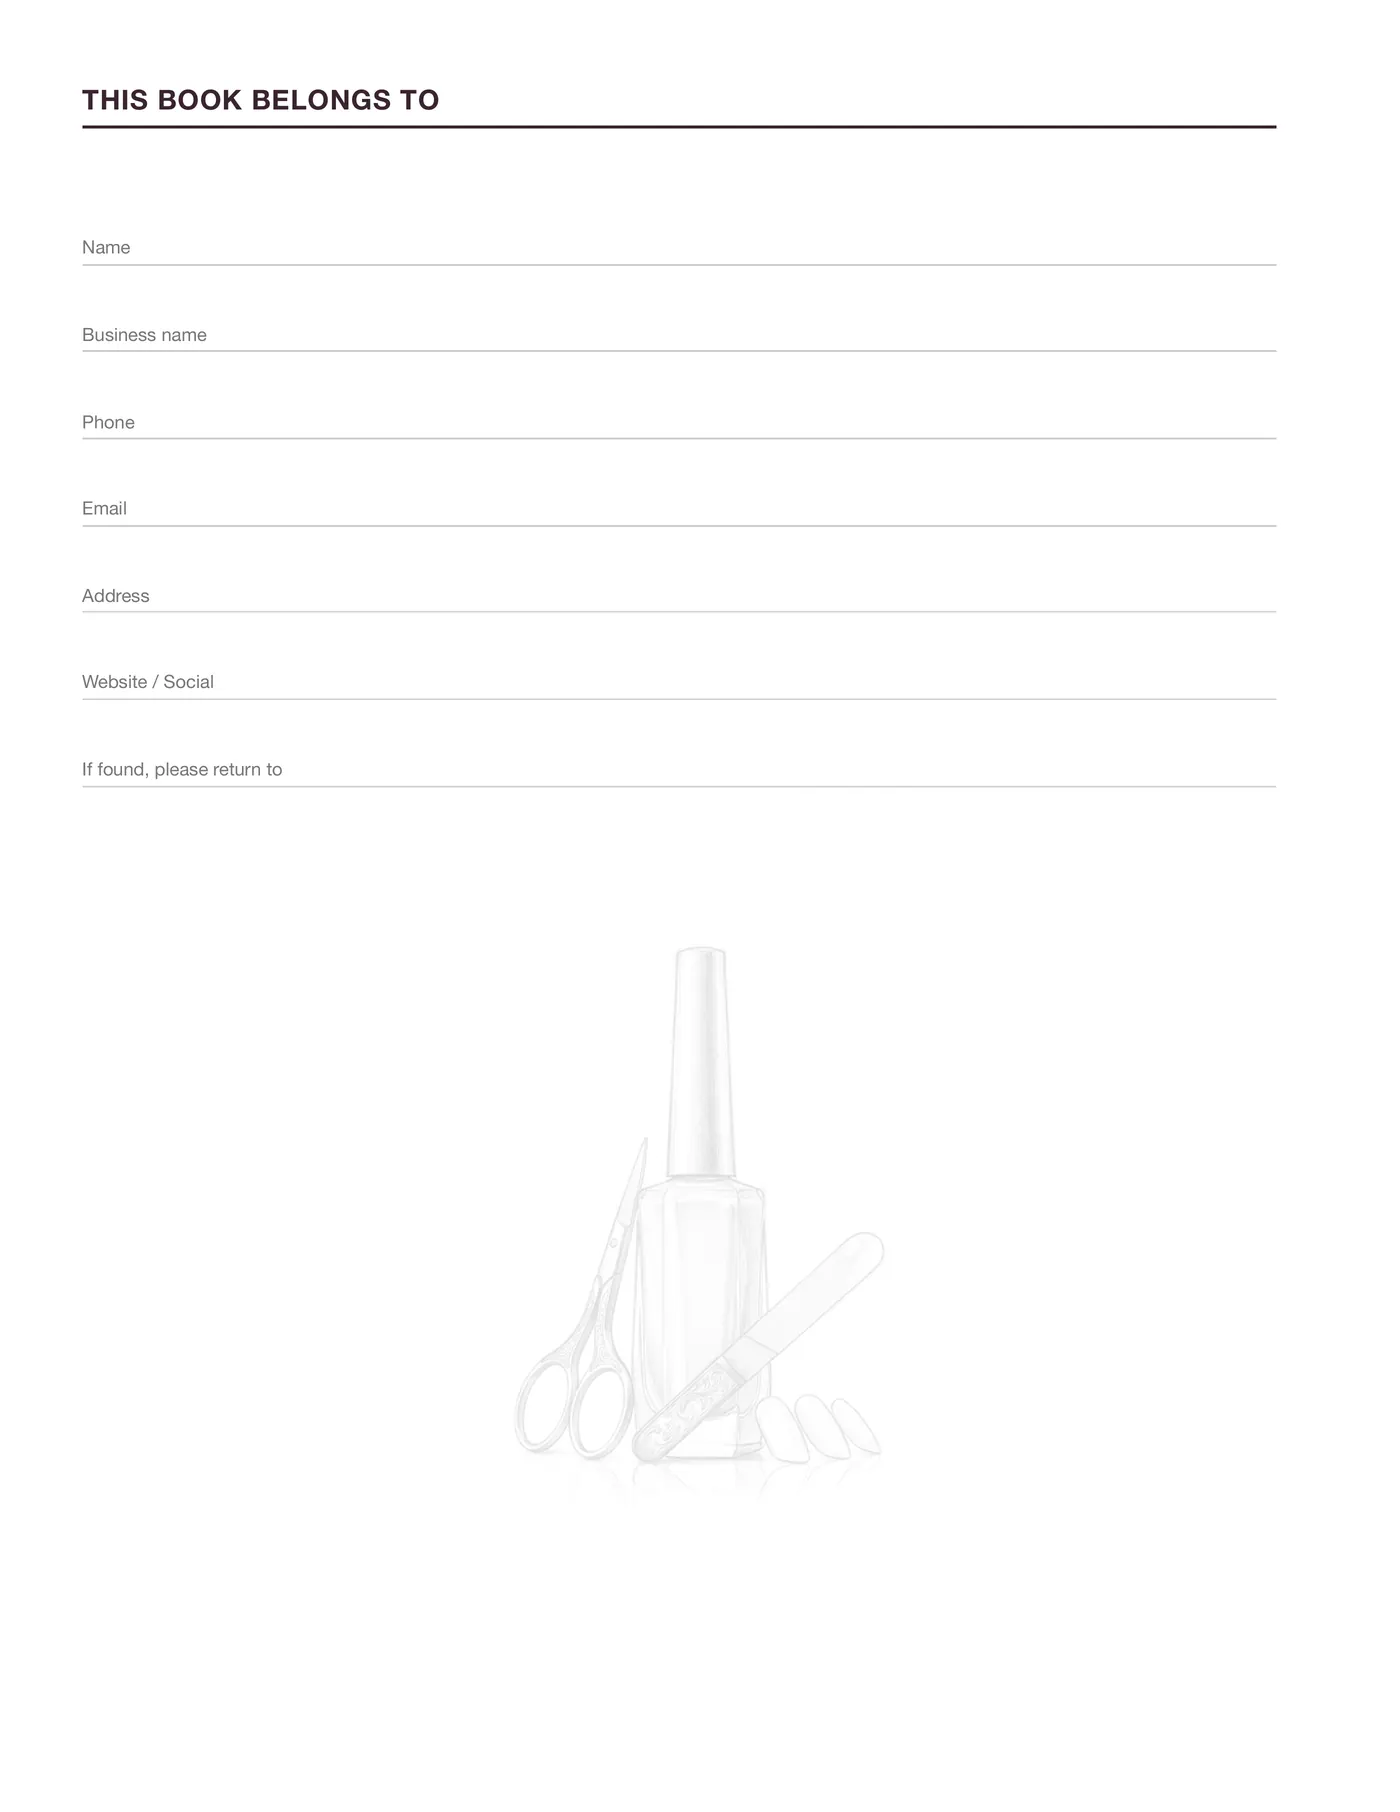 THIS BOOK BELONGS TO
Name
Business name
Phone
Email
Address
Website / Social
If found, please return to